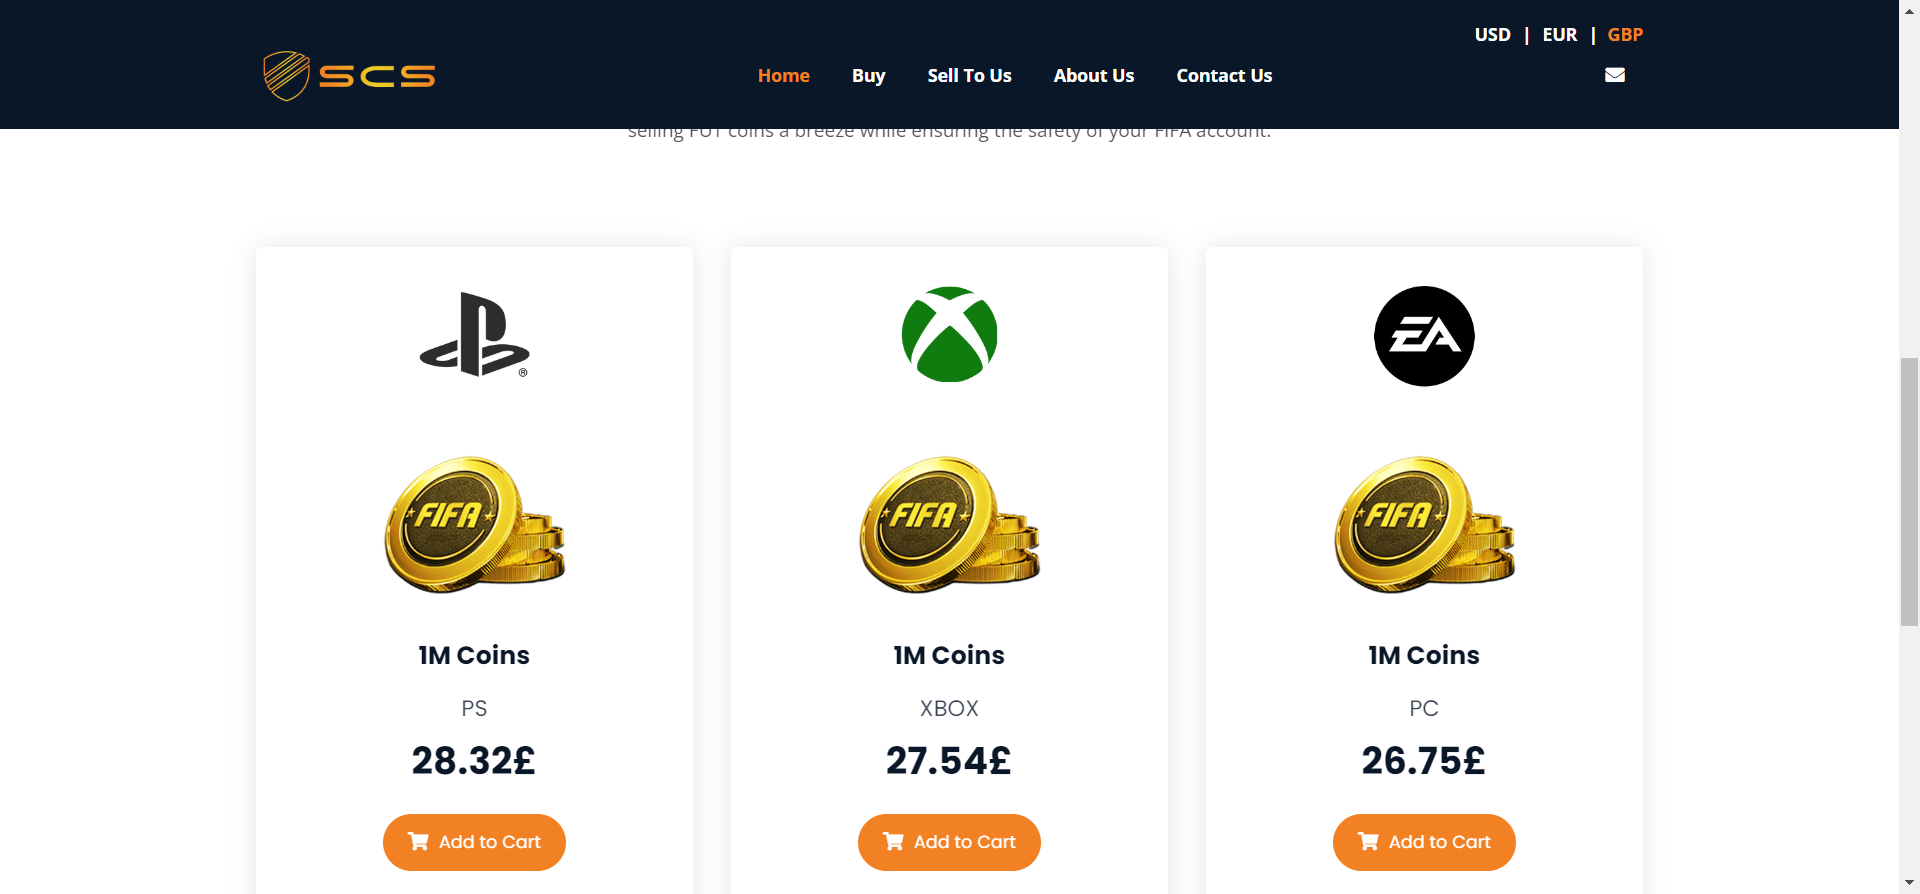 USD | EUR | GBP
SCS
Home Buy Sell To Us About Us Contact Us
selling FUT coins a breeze while ensuring the safety of your FIFA account.
®
EA
FIFA
FIFA
FIFA
1M Coins
1M Coins
1M Coins
PS
XBOX
PC
28.32£
27.54£
26.75£
Add to Cart
Add to Cart
Add to Cart